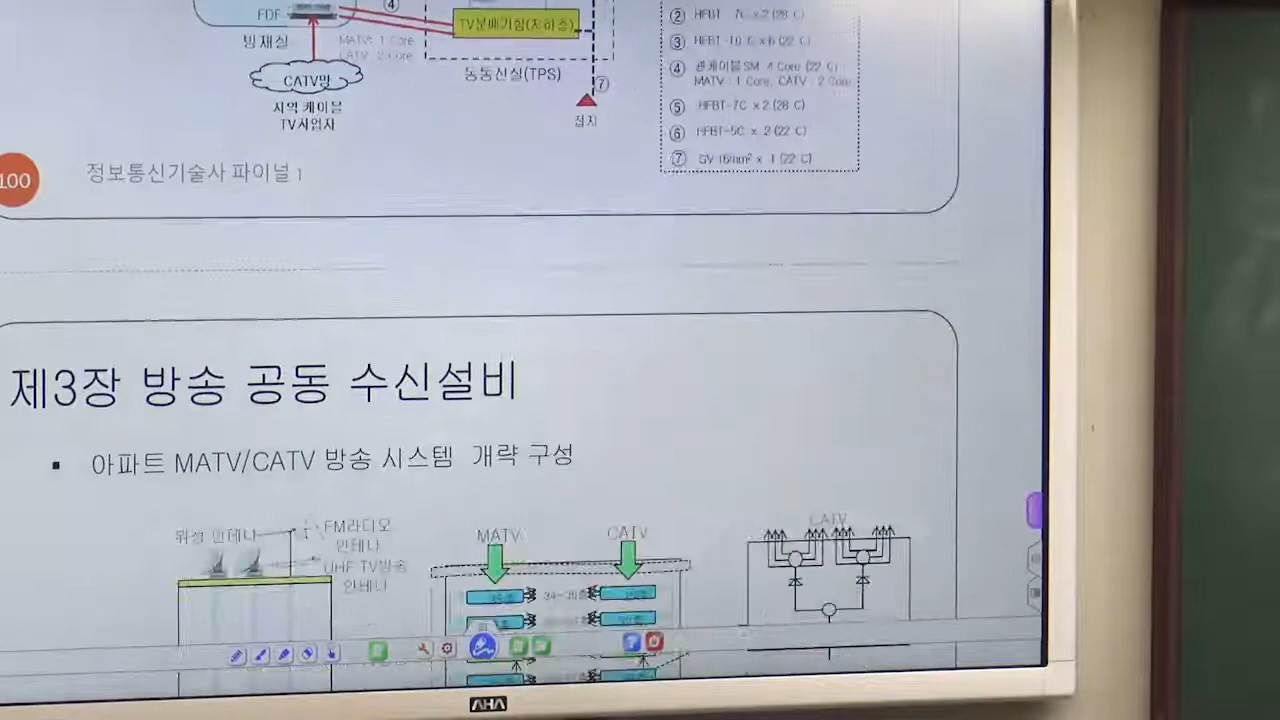 FDF
④
TV분배기함(지하층)
방재실
MATV: 1 Core
CATV: 2 Core
CATV망
동통신실(TPS)
⑦
지역 케이블
TV사업자
접지
② HFBT - 7C x 2 (28 C)
③ HFBT-10 C x 6 (22 C)
④ 광케이블SM 4 Core (22 C)
MATV : 1 Core, CATV : 2 Core
⑤ HFBT-7C x 2 (28 C)
⑥ HFBT-5C x 2 (22 C)
⑦ GV 16mm² x 1 (22 C)
100
정보통신기술사 파이널 1
제3장 방송 공동 수신설비
▪ 아파트 MATV/CATV 방송 시스템 개략 구성
위성 안테나
FM라디오
안테나
UHF TV방송
안테나
MATV
CATV
CATV
AHA